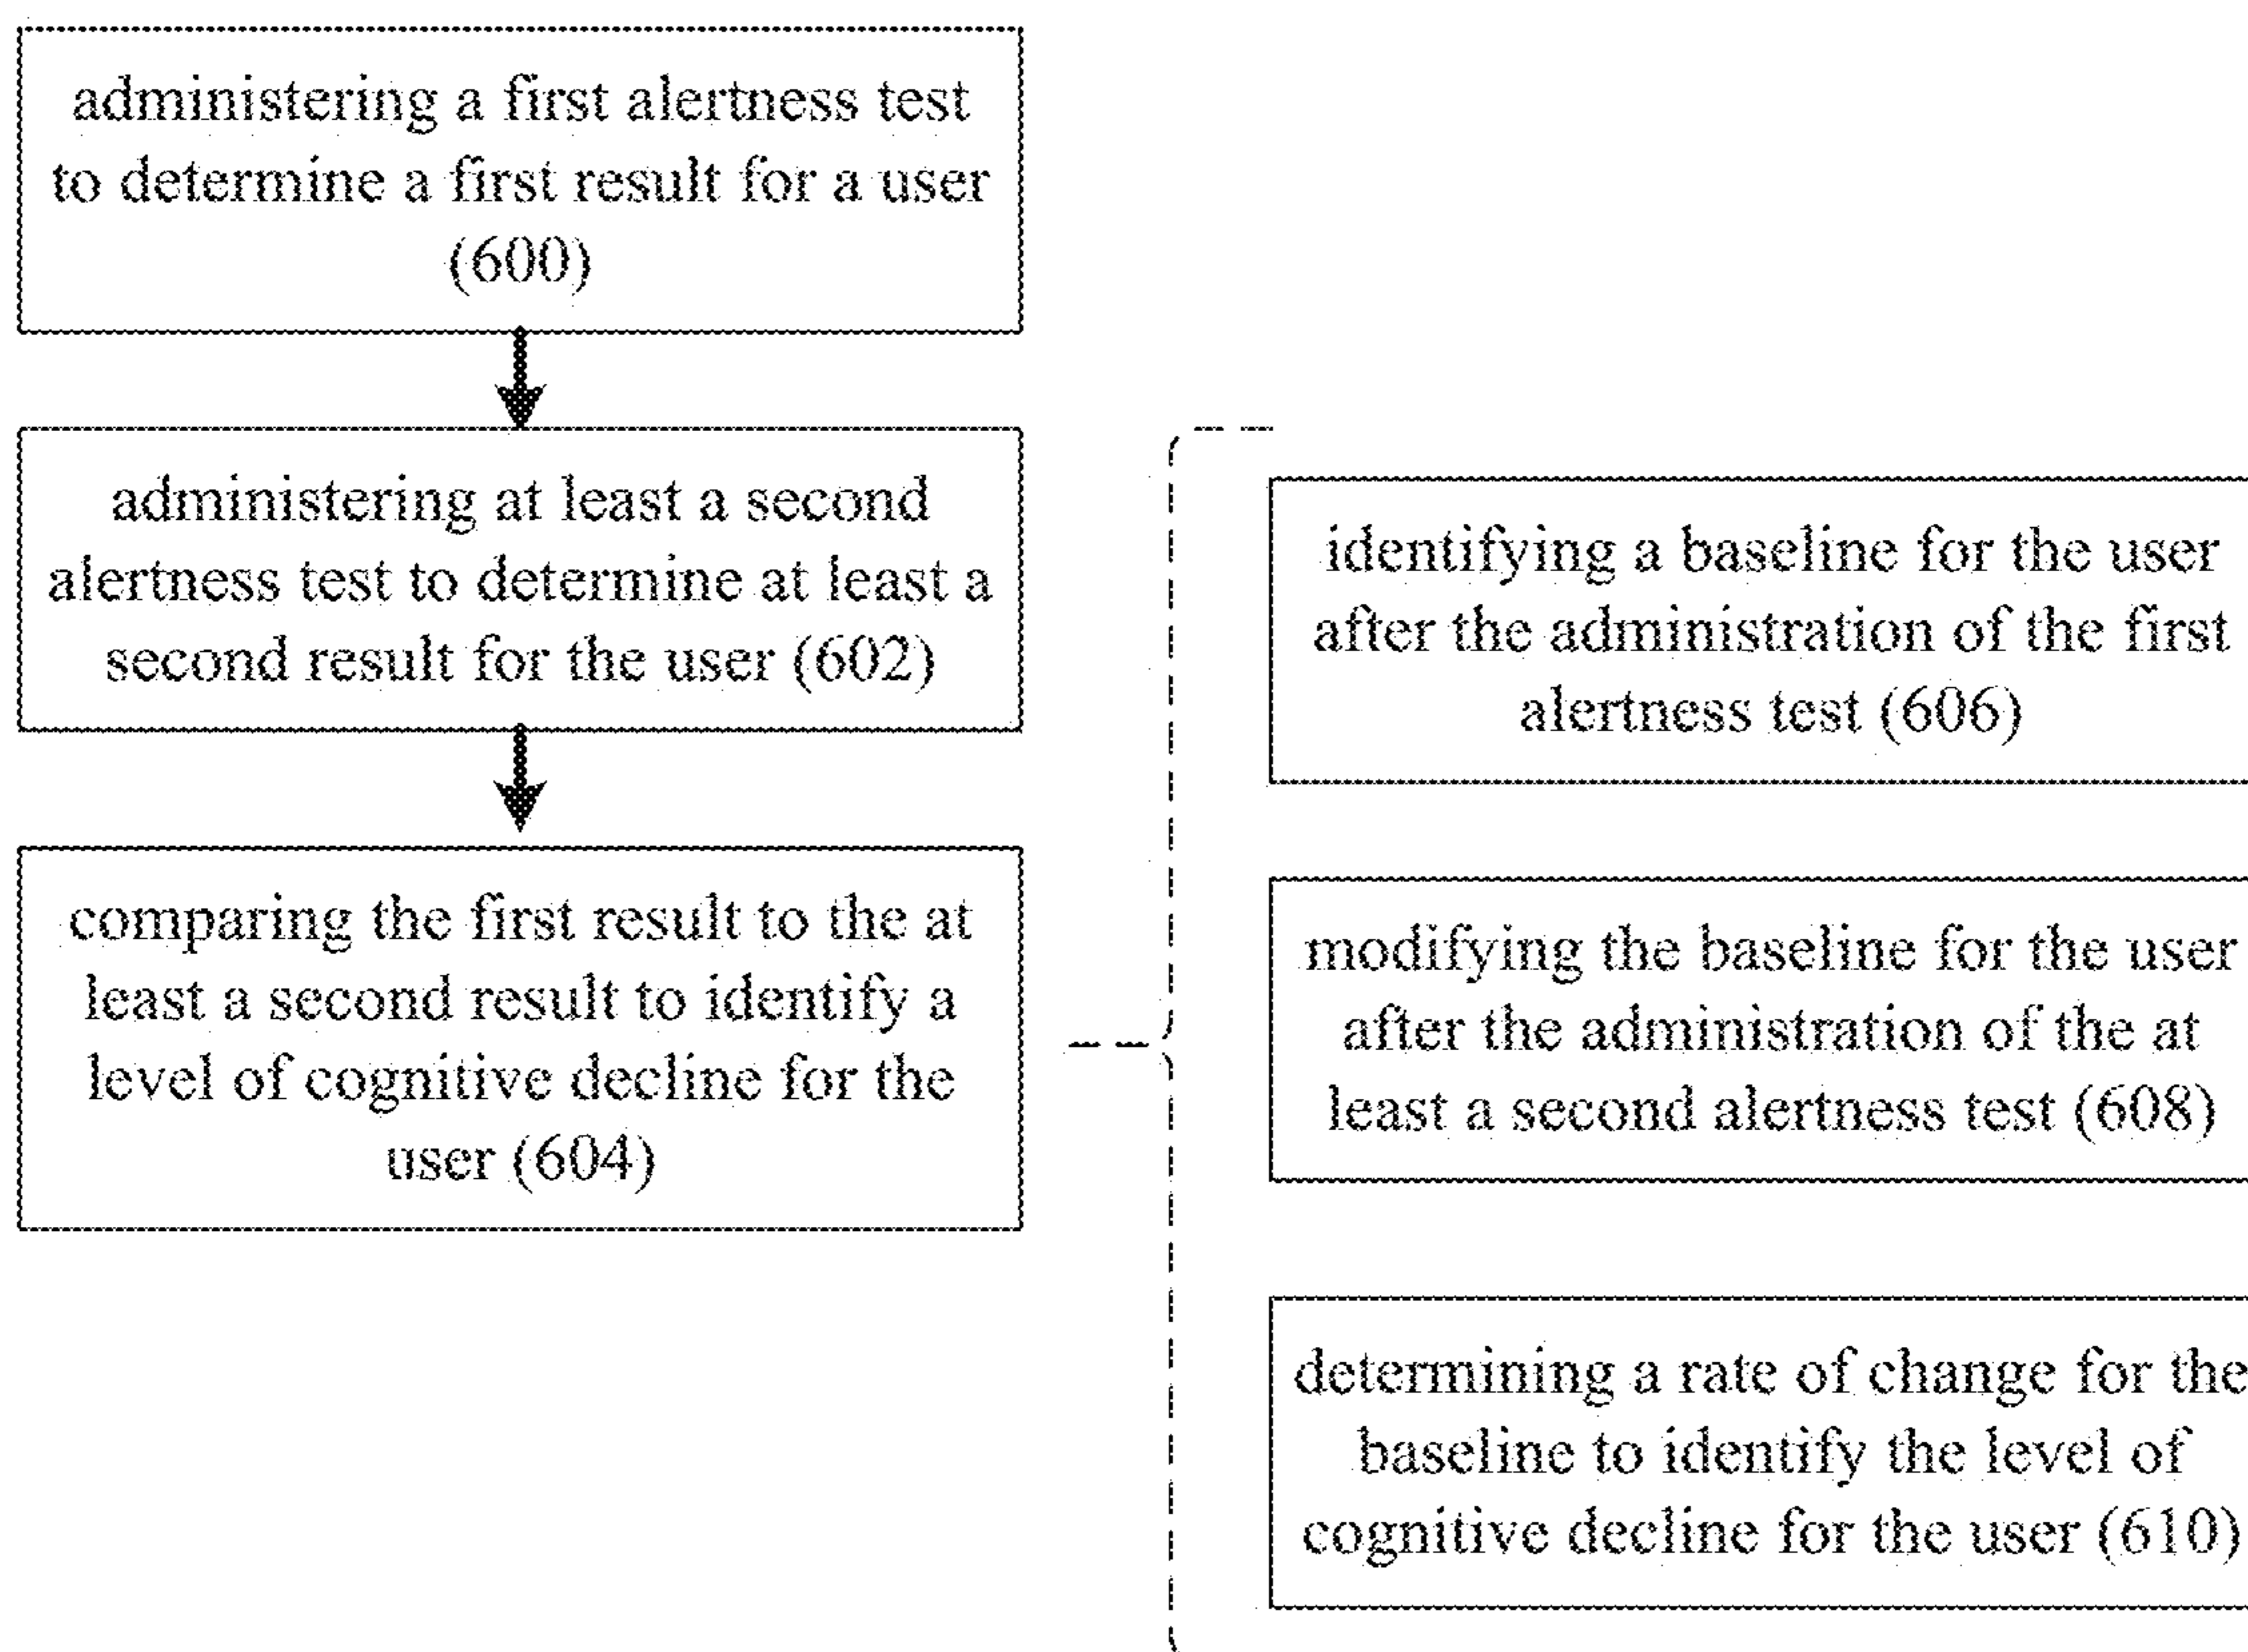 administering a first alertness test
to determine a first result for a user
(600)
administering at least a second
alertness test to determine at least a
second result for the user (602)
comparing the first result to the at
least a second result to identify a
level of cognitive decline for the
user (604)
identifying a baseline for the user
after the administration of the first
alertness test (606)
modifying the baseline for the user
after the administration of the at
least a second alertness test (608)
determining a rate of change for the
baseline to identify the level of
cognitive decline for the user (610)